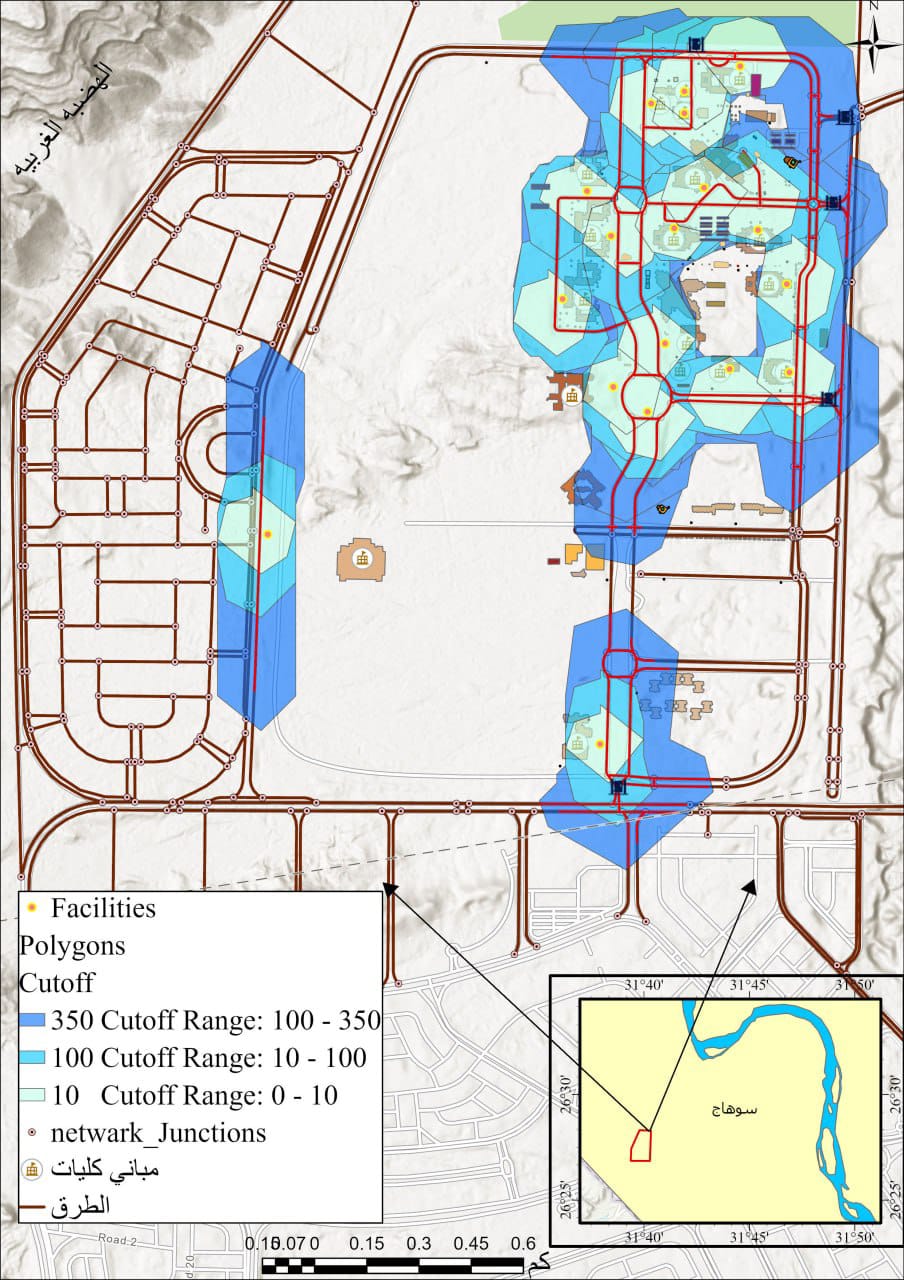 N
الهضبه الغربيه
Facilities
Polygons
Cutoff
350 Cutoff Range: 100 - 350
100 Cutoff Range: 10 - 100
10 Cutoff Range: 0 - 10
netwark_Junctions
مباني كليات
الطرق
31°40' 31°45' 31°50'
26°30' 26°30'
سوهاج
26°25' 26°25'
31°40' 31°45' 31°50'
Road 2
0.15 0.07 0 0.15 0.3 0.45 0.6
كم